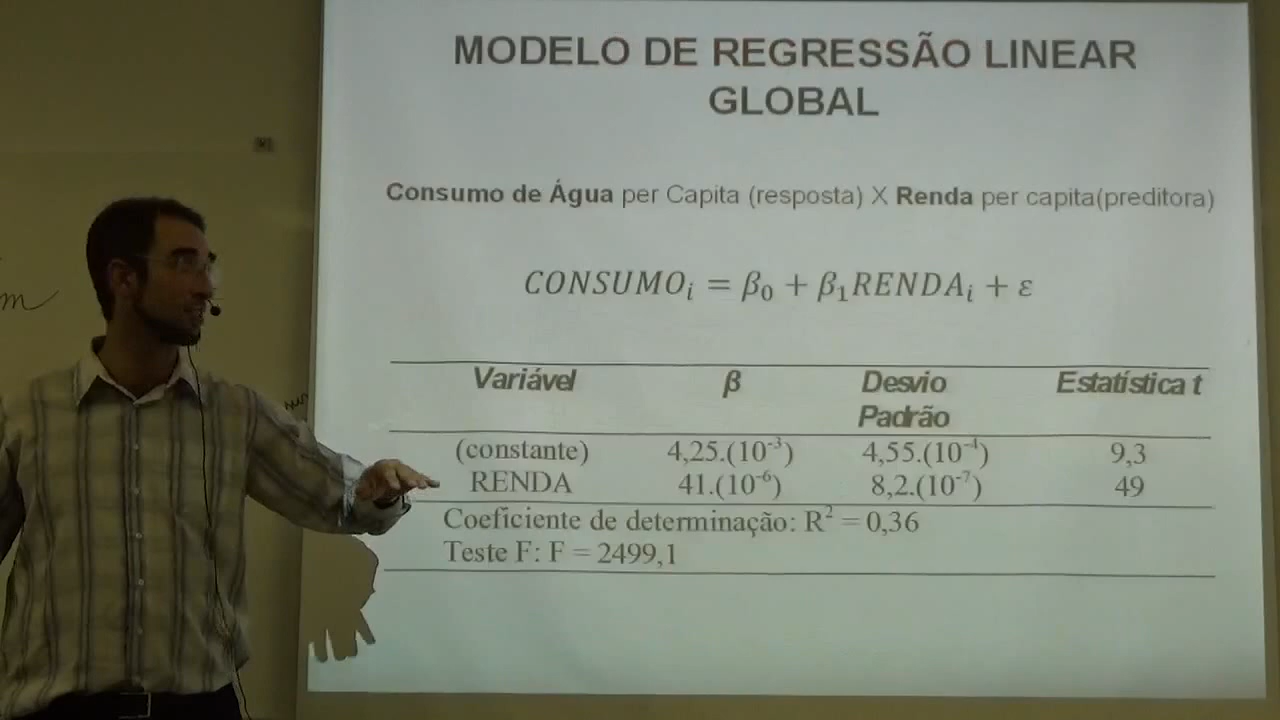 MODELO DE REGRESSÃO LINEAR
GLOBAL
Consumo de Água per Capita (resposta) X Renda per capita(preditora)
CONSUMOᵢ = β₀ + β₁RENDAᵢ + ε
Variável β Desvio Padrão Estatística t
(constante) 4,25.(10⁻³) 4,55.(10⁻⁴) 9,3
RENDA 41.(10⁻⁶) 8,2.(10⁻⁷) 49
Coeficiente de determinação: R² = 0,36
Teste F: F = 2499,1